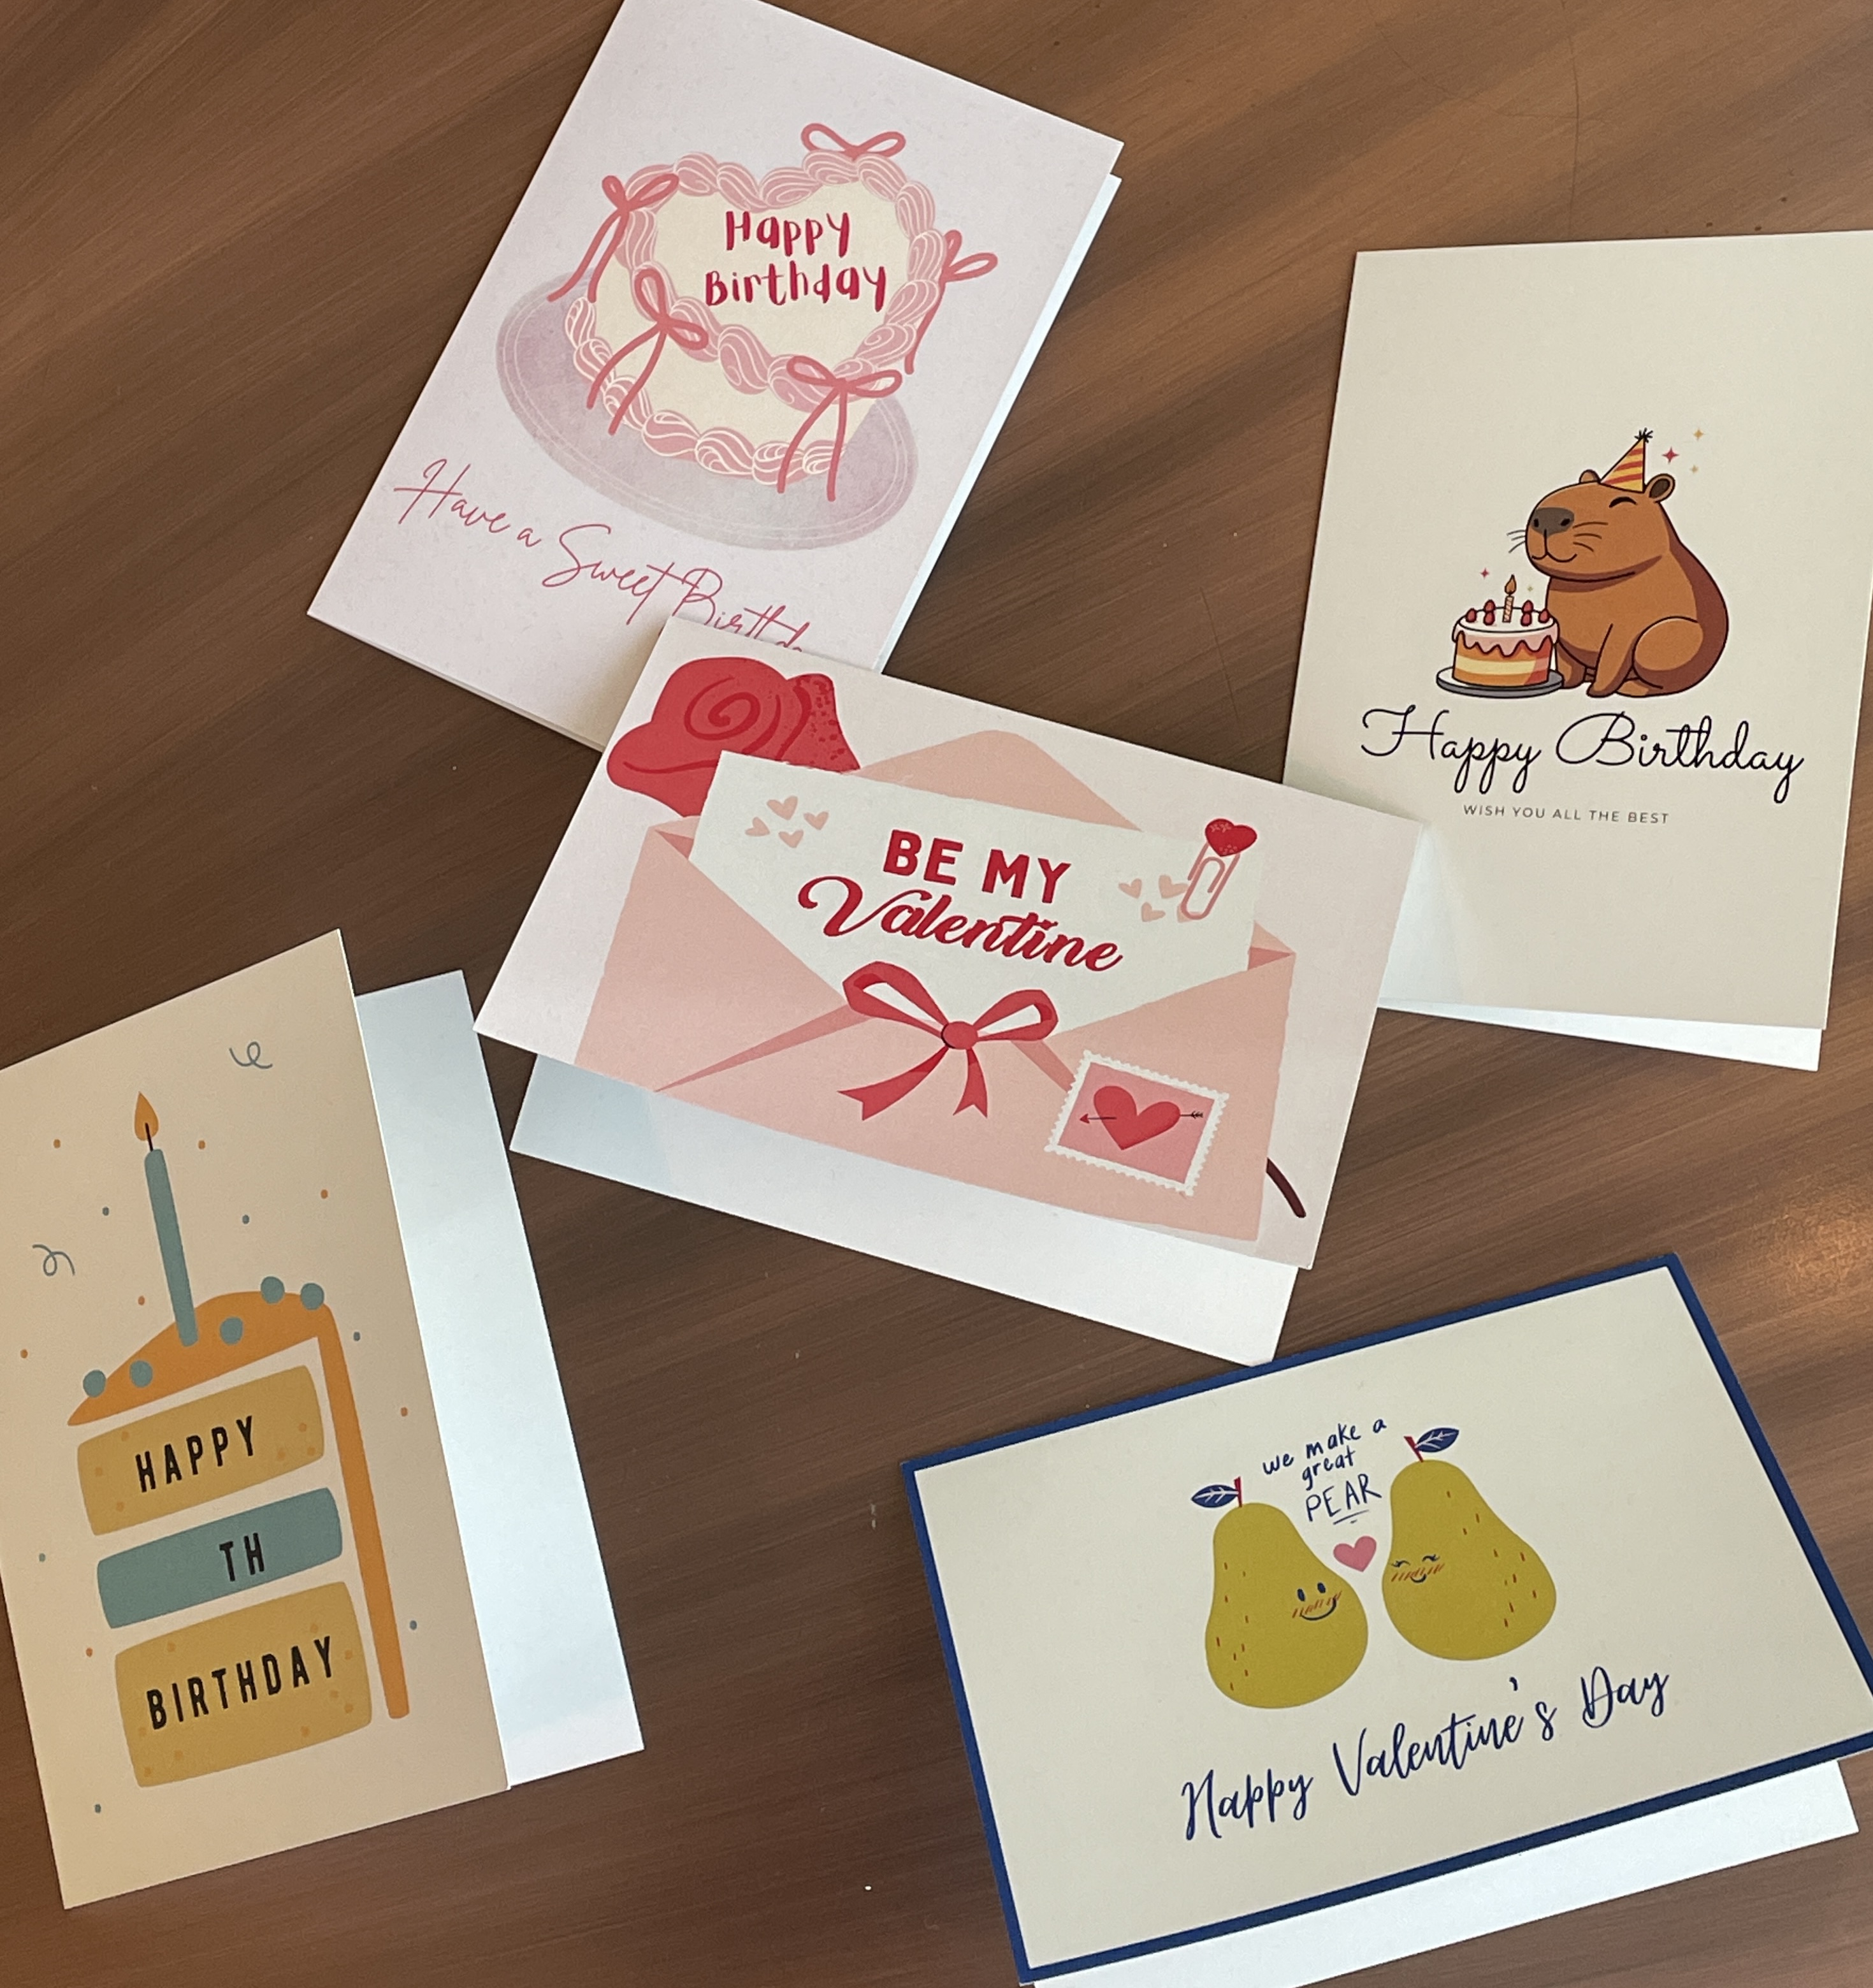 Happy
Birthday
Have a Sweet Birthd
Happy Birthday
WISH YOU ALL THE BEST
BE MY
Valentine
HAPPY
TH
BIRTHDAY
we make a
great
PEAR
Happy Valentine's Day